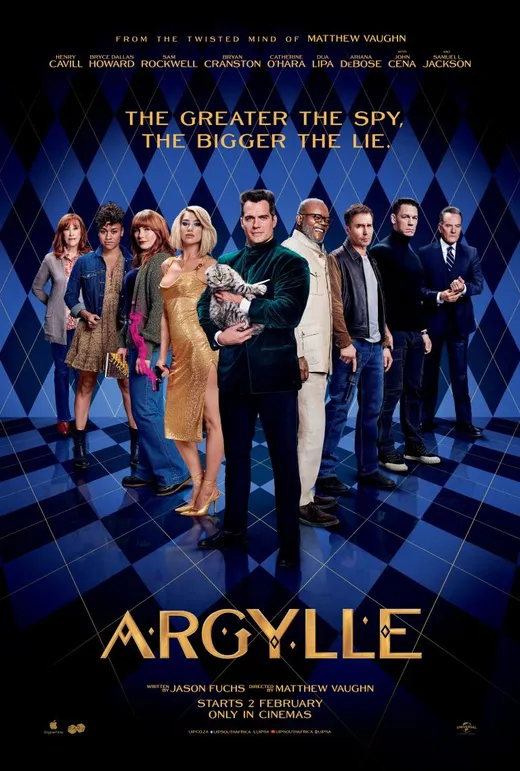 FROM THE TWISTED MIND OF MATTHEW VAUGHN
HENRY CAVILL BRYCE DALLAS HOWARD SAM ROCKWELL BRYAN CRANSTON CATHERINE O'HARA DUA LIPA ARIANA DEBOSE WITH JOHN CENA AND SAMUEL L. JACKSON
THE GREATER THE SPY,
THE BIGGER THE LIE.
ARGYLLE
WRITTEN BY JASON FUCHS DIRECTED BY MATTHEW VAUGHN
STARTS 2 FEBRUARY
ONLY IN CINEMAS